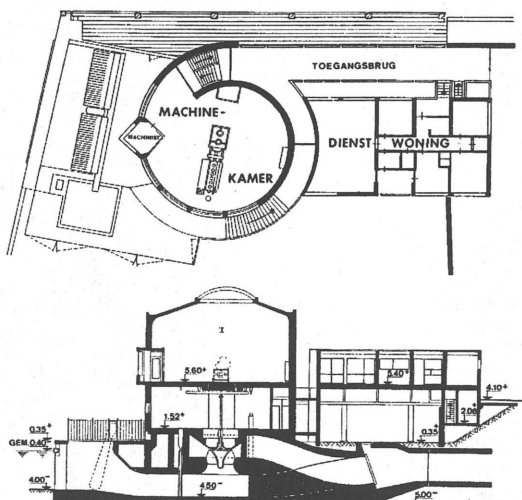 TOEGANGSBRUG
MACHINE-
MACHINIST
DIENST WONING
KAMER
I
5.60+
5.40+
4.10+
1.52+
2.06+
0.35+
0.35+
GEM. 0.40-
4.00-
4.50-
5.00-